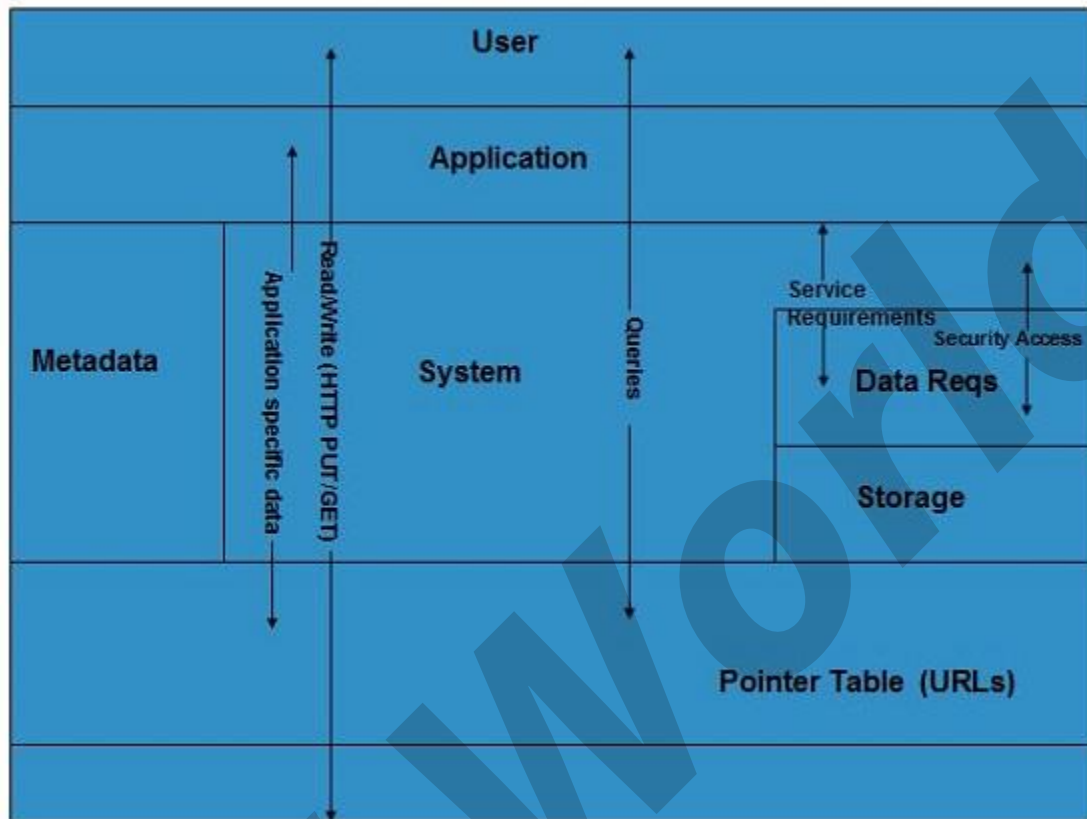 User
Application
Metadata
Application specific data
Read/Write (HTTP PUT/GET)
System
Queries
Service
Requirements
Security Access
Data Reqs
Storage
Pointer Table (URLs)
World